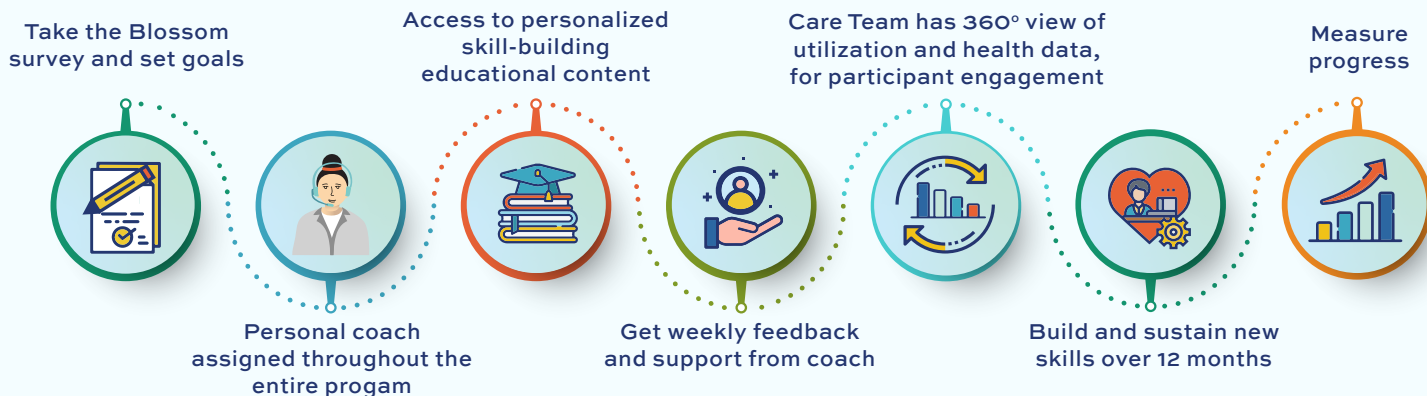 Take the Blossom
survey and set goals
Personal coach
assigned throughout the
entire progam
Access to personalized
skill-building
educational content
Get weekly feedback
and support from coach
Care Team has 360° view of
utilization and health data,
for participant engagement
Build and sustain new
skills over 12 months
Measure
progress